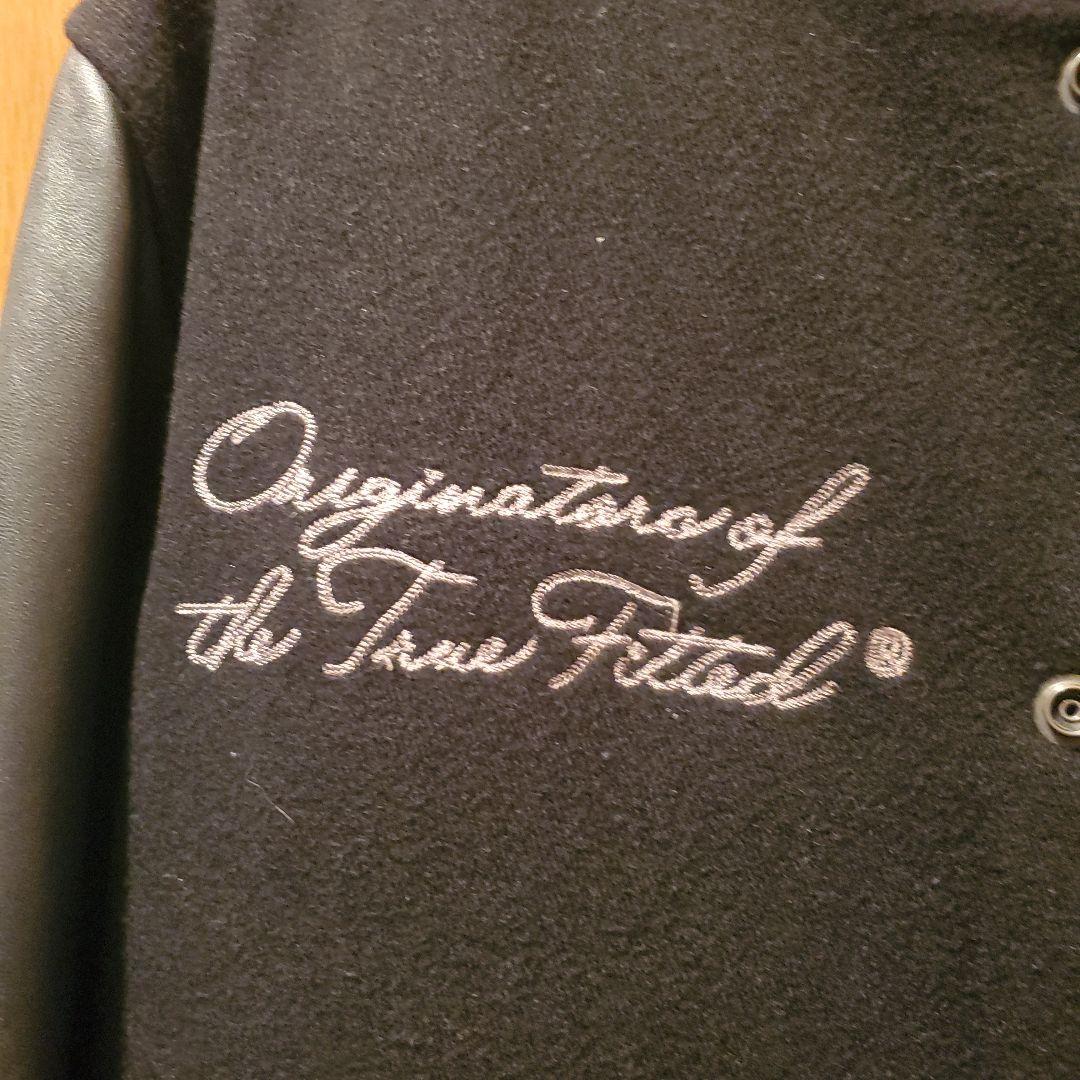 Originators of
the True Fitted®